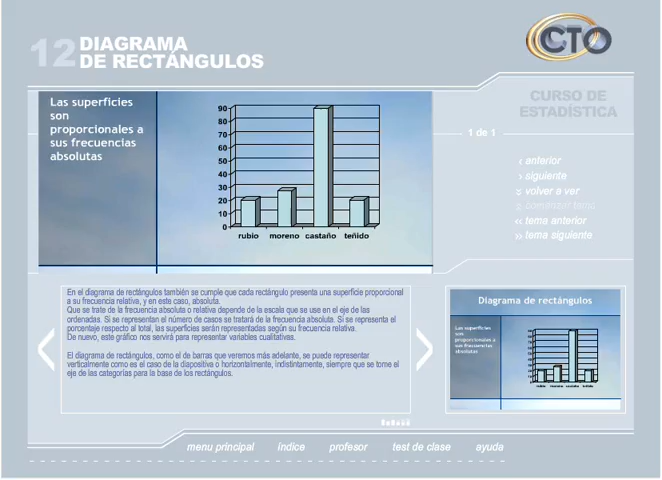 12 DIAGRAMA
DE RECTÁNGULOS
CTO
CURSO DE
ESTADÍSTICA
1 de 1
anterior
siguiente
volver a ver
comenzar tema
tema anterior
tema siguiente
Las superficies
son
proporcionales a
sus frecuencias
absolutas
90
80
70
60
50
40
30
20
10
0
rubio moreno castaño teñido
En el diagrama de rectángulos también se cumple que cada rectángulo presenta una superficie proporcional
a su frecuencia relativa, y en este caso, absoluta.
Que se trate de la frecuencia absoluta o relativa depende de la escala que se use en el eje de las
ordenadas. Si se representan el número de casos se tratará de la frecuencia absoluta. Si se representa el
porcentaje respecto al total, las superficies serán representadas según su frecuencia relativa.
De nuevo, este gráfico nos servirá para representar variables cualitativas.
El diagrama de rectángulos, como el de barras que veremos más adelante, se puede representar
verticalmente como es el caso de la diapositiva o horizontalmente, indistintamente, siempre que se tome el
eje de las categorías para la base de los rectángulos.
Diagrama de rectángulos
Las superficies
son
proporcionales a
sus frecuencias
absolutas
rubio moreno castaño teñido
menu principal índice profesor test de clase ayuda